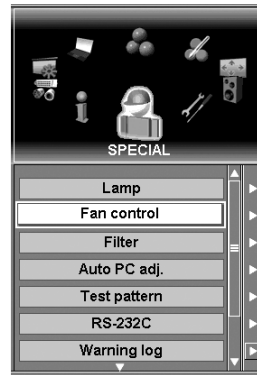 SPECIAL
Lamp
Fan control
Filter
Auto PC adj.
Test pattern
RS-232C
Warning log